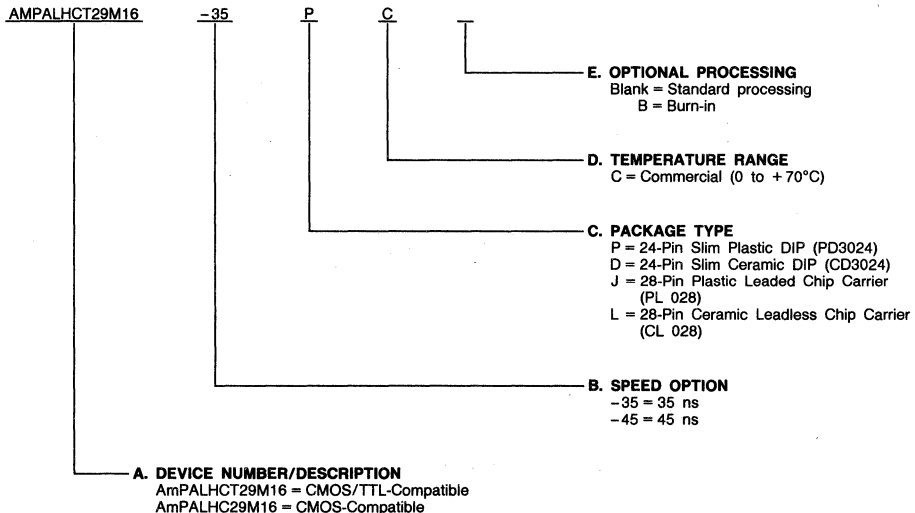 AMPALHCT29M16 -35 P C _
E. OPTIONAL PROCESSING
Blank = Standard processing
B = Burn-in
D. TEMPERATURE RANGE
C = Commercial (0 to +70°C)
C. PACKAGE TYPE
P = 24-Pin Slim Plastic DIP (PD3024)
D = 24-Pin Slim Ceramic DIP (CD3024)
J = 28-Pin Plastic Leaded Chip Carrier
(PL 028)
L = 28-Pin Ceramic Leadless Chip Carrier
(CL 028)
B. SPEED OPTION
-35 = 35 ns
-45 = 45 ns
A. DEVICE NUMBER/DESCRIPTION
AmPALHCT29M16 = CMOS/TTL-Compatible
AmPALHC29M16 = CMOS-Compatible